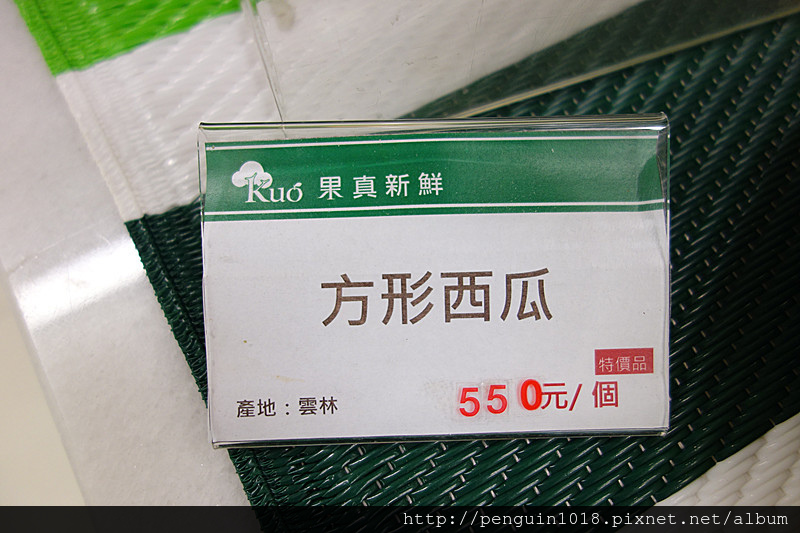 Kuo 果真新鮮
方形西瓜
特價品
產地：雲林
550元/個
http://penguin1018.pixnet.net/album